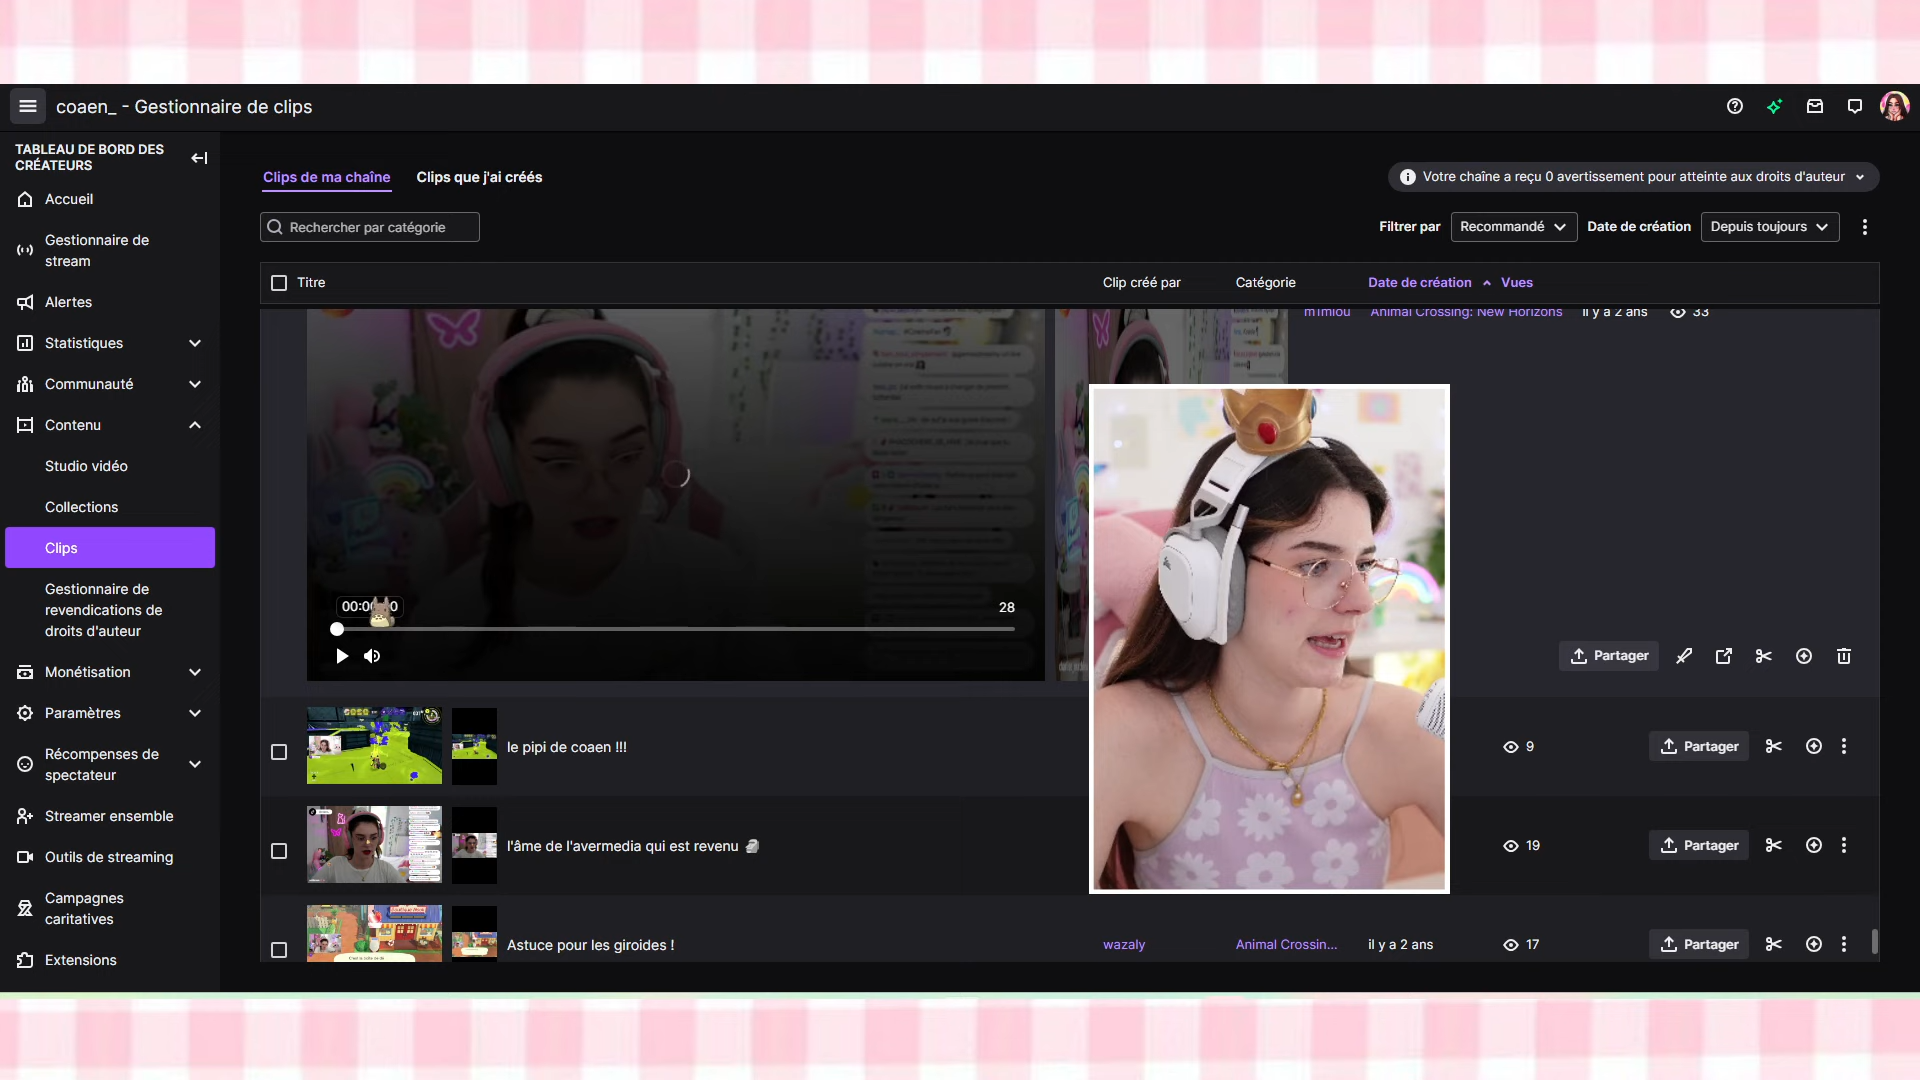 coaen_ - Gestionnaire de clips
TABLEAU DE BORD DES
CRÉATEURS
Accueil
Gestionnaire de
stream
Alertes
Statistiques
Communauté
Contenu
Studio vidéo
Collections
Clips
Gestionnaire de
revendications de
droits d'auteur
Monétisation
Paramètres
Récompenses de
spectateur
Streamer ensemble
Outils de streaming
Campagnes
caritatives
Extensions
Clips de ma chaîne
Clips que j'ai créés
Votre chaîne a reçu 0 avertissement pour atteinte aux droits d'auteur
Rechercher par catégorie
Filtrer par
Recommandé
Date de création
Depuis toujours
Titre
Clip créé par
Catégorie
Date de création
Vues
m1miou
Animal Crossing: New Horizons
il y a 2 ans
33
28
Partager
le pipi de coaen !!!
9
Partager
l'âme de l'avermedia qui est revenu
19
Partager
Astuce pour les giroides !
wazaly
Animal Crossin...
il y a 2 ans
17
Partager